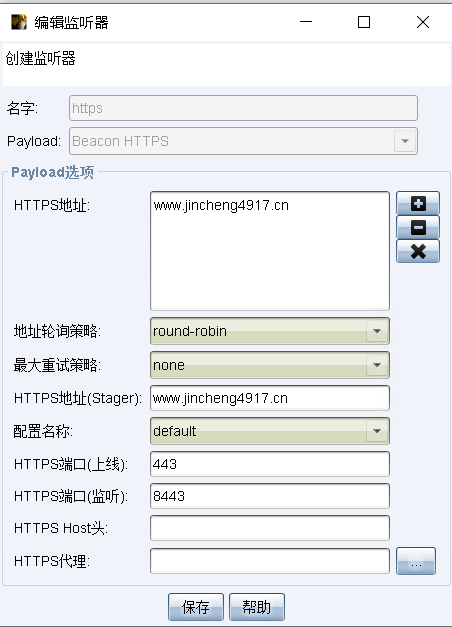 编辑监听器
创建监听器
名字: https
Payload: Beacon HTTPS
Payload选项
HTTPS地址: www.jincheng4917.cn
地址轮询策略: round-robin
最大重试策略: none
HTTPS地址(Stager): www.jincheng4917.cn
配置名称: default
HTTPS端口(上线): 443
HTTPS端口(监听): 8443
HTTPS Host头:
HTTPS代理: ...
保存 帮助